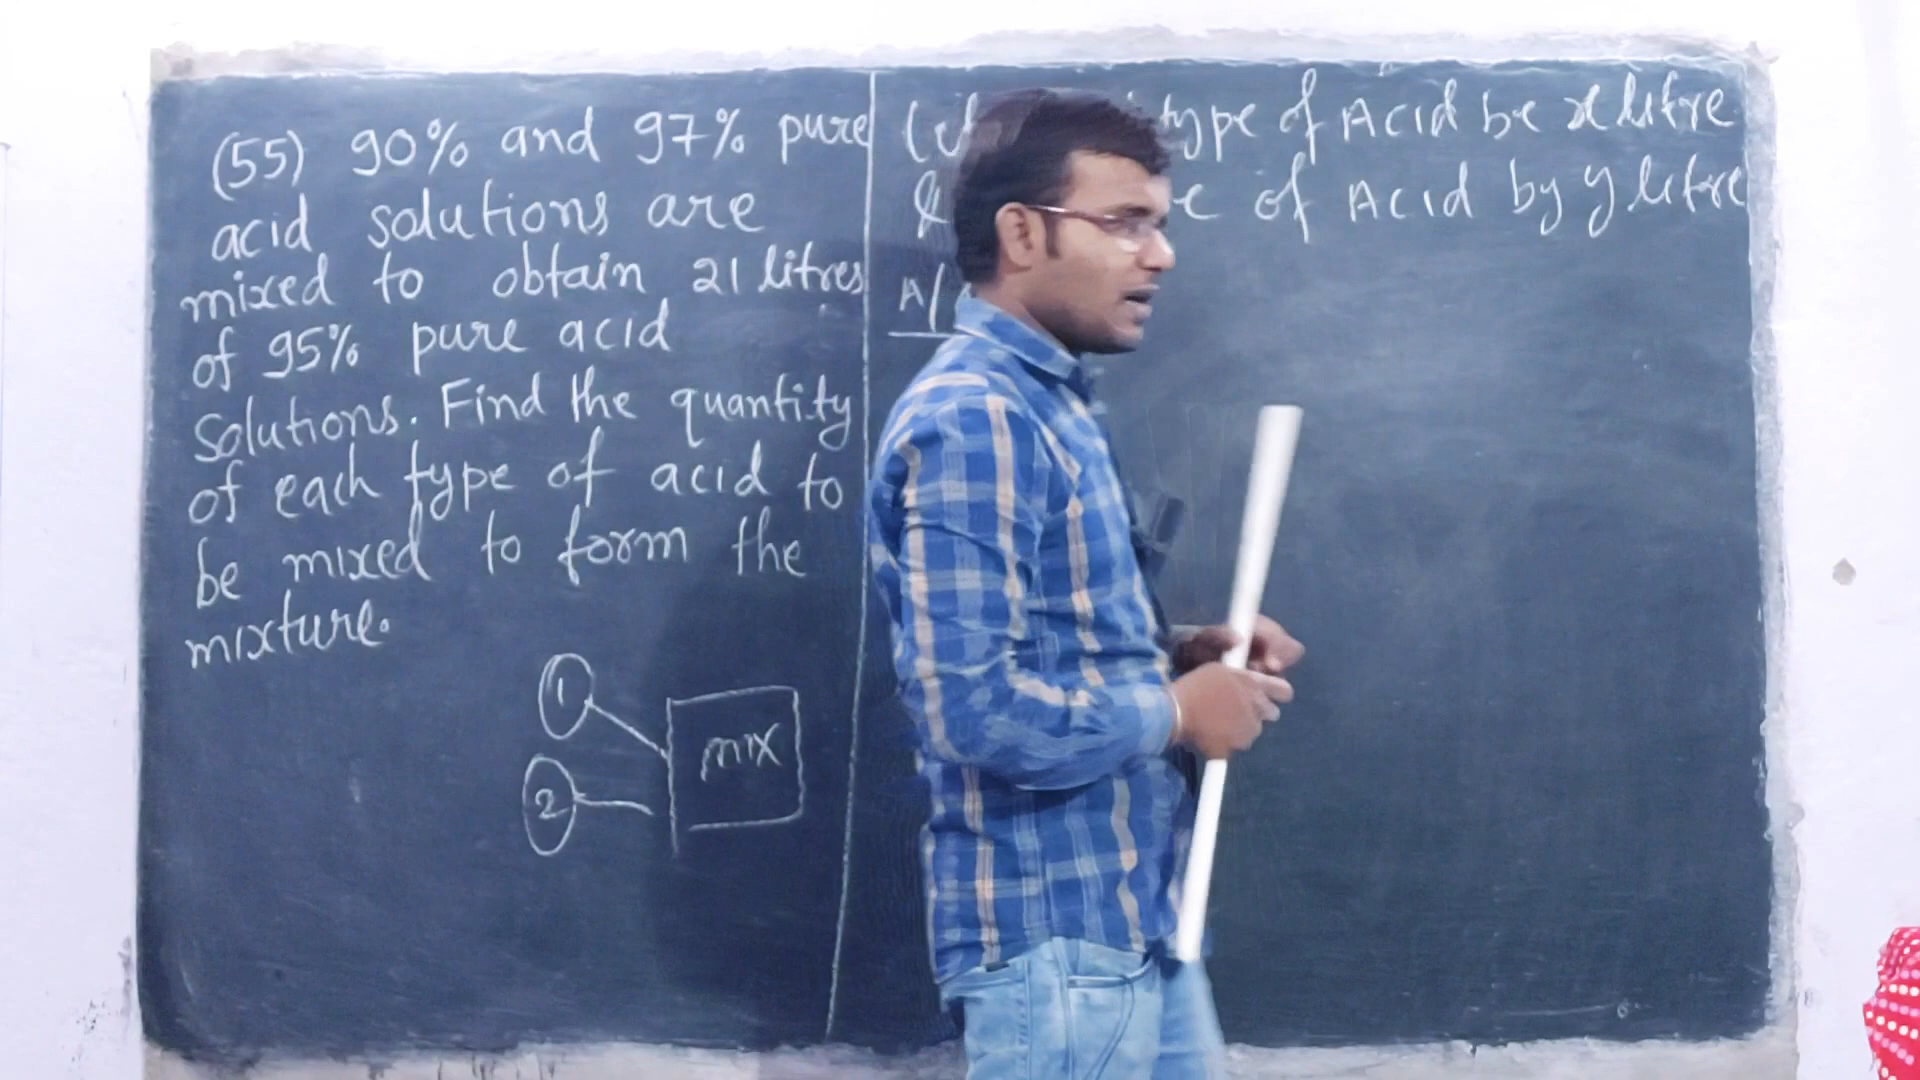 (55) 90% and 97% pure
acid solutions are
mixed to obtain 21 litres
of 95% pure acid
Solutions. Find the quantity
of each type of acid to
be mixed to form the
mixture.
1
2
mix
type of Acid be x litre
& of Acid by y litre
A/